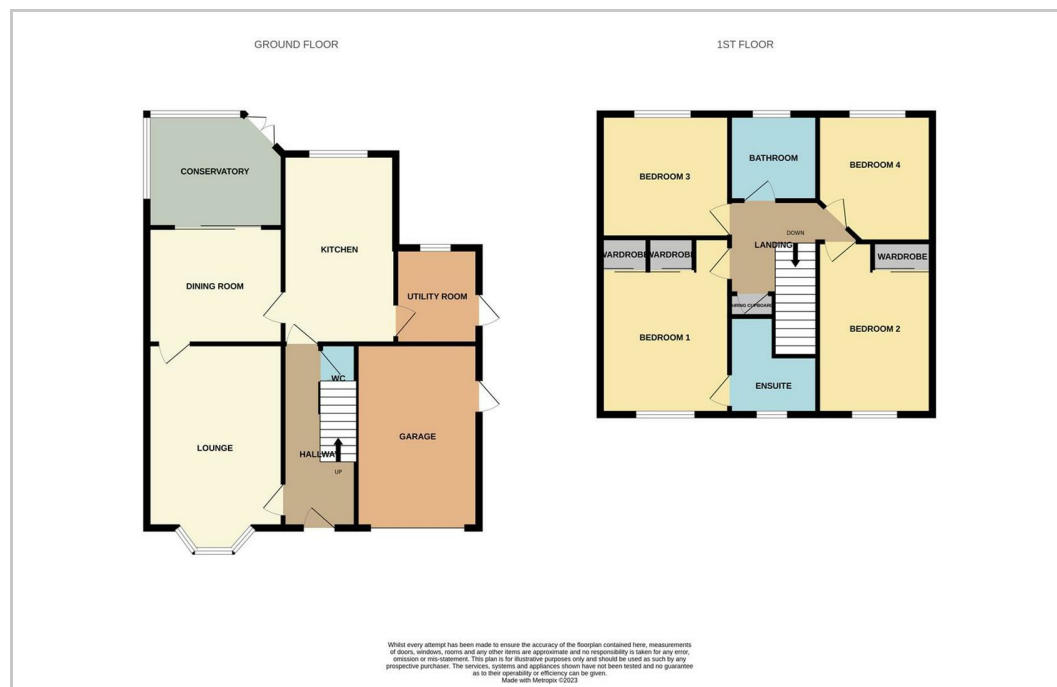 GROUND FLOOR
1ST FLOOR
CONSERVATORY
KITCHEN
DINING ROOM
UTILITY ROOM
WC
LOUNGE
GARAGE
HALLWAY
UP
BATHROOM
BEDROOM 3
BEDROOM 4
DOWN
LANDING
WARDROBE
WARDROBE
WARDROBE
AIRING CUPBOARD
BEDROOM 1
BEDROOM 2
ENSUITE
Whilst every attempt has been made to ensure the accuracy of the floorplan contained here, measurements
of doors, windows, rooms and any other items are approximate and no responsibility is taken for any error,
omission or mis-statement. This plan is for illustrative purposes only and should be used as such by any
prospective purchaser. The services, systems and appliances shown have not been tested and no guarantee
as to their operability or efficiency can be given.
Made with Metropix ©2023